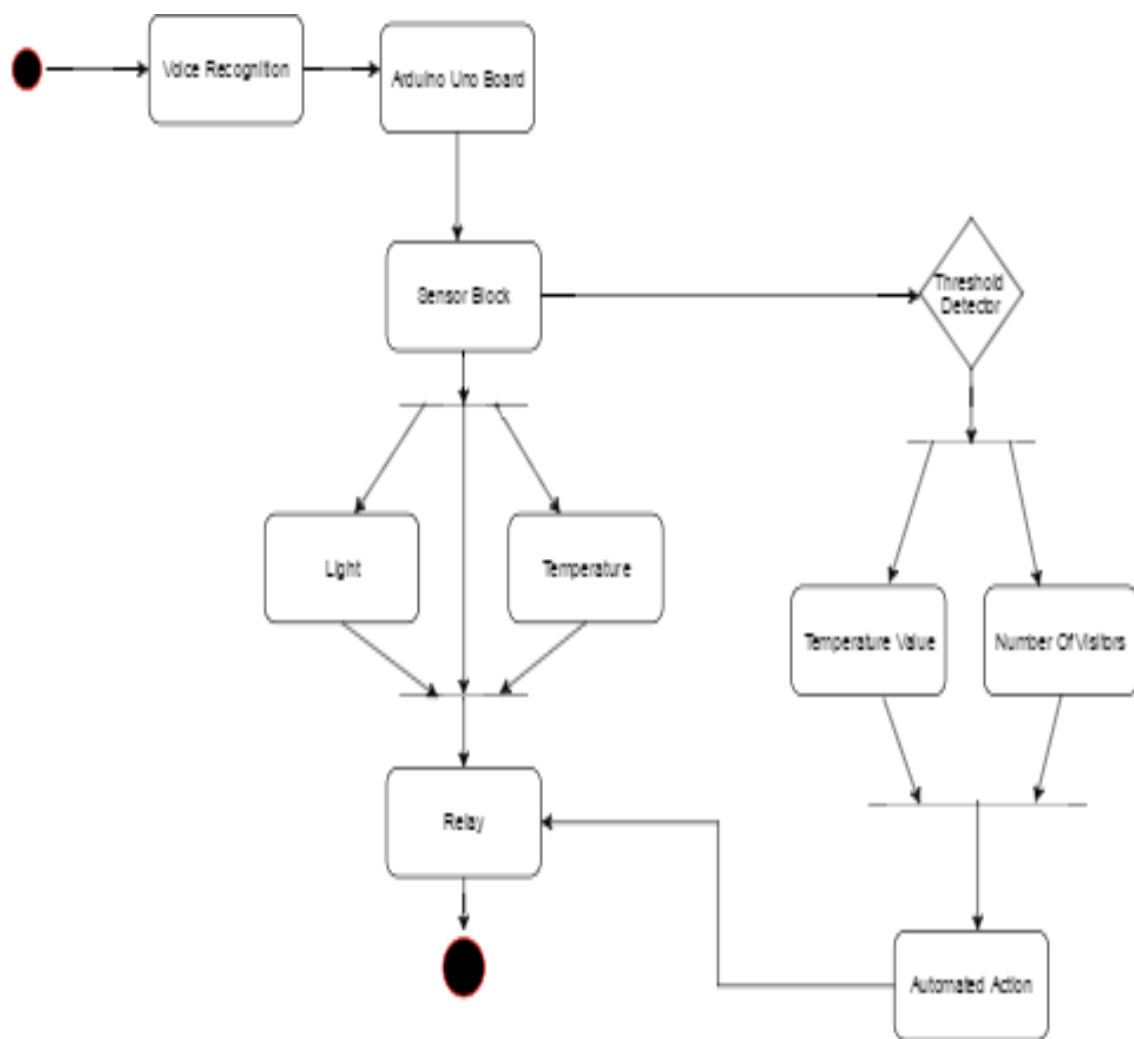 Voice Recognition
Arduino Uno Board
Sensor Block
Threshold
Detector
Light
Temperature
Temperature Value
Number Of Visitors
Relay
Automated Action